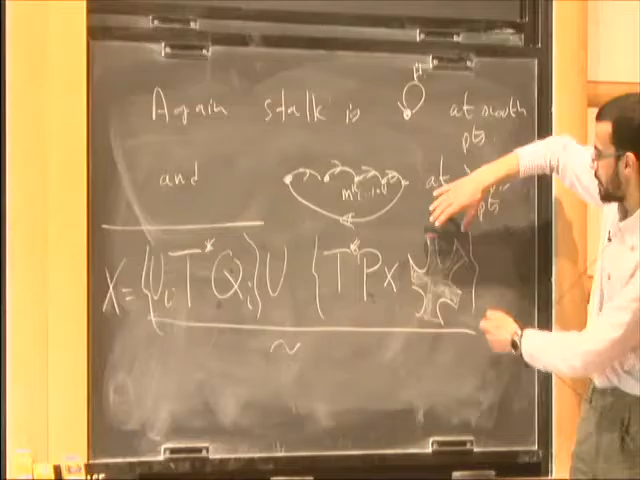 Again stalk is at smooth pts
and at pts
X = {U_i T* Q_i} U {T* P x }
~